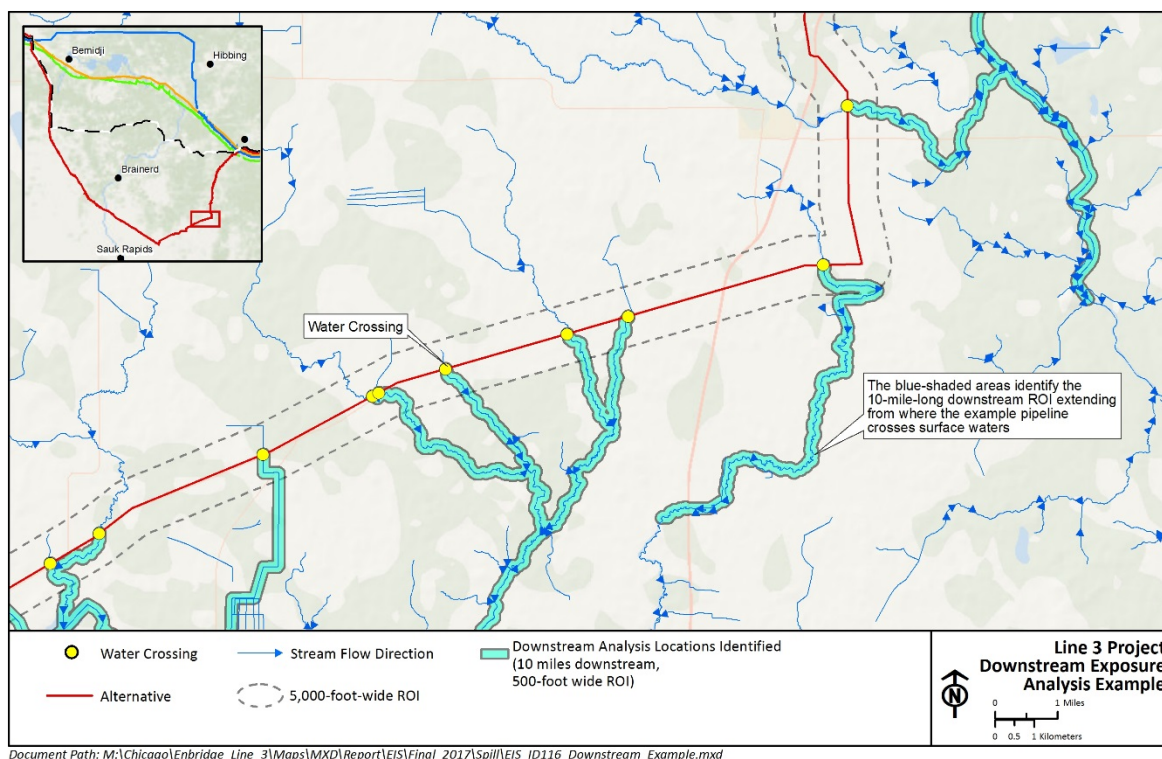 Bemidji
Hibbing
Brainerd
Sauk Rapids
Water Crossing
The blue-shaded areas identify the
10-mile-long downstream ROI extending
from where the example pipeline
crosses surface waters
Water Crossing
Stream Flow Direction
Downstream Analysis Locations Identified
(10 miles downstream,
500-foot wide ROI)
Alternative
5,000-foot-wide ROI
Line 3 Project
Downstream Exposure
Analysis Example
N
0 1 Miles
0 0.5 1 Kilometers
Document Path: M:\Chicago\Enbridge_Line_3\Maps\MXD\Report\EIS\Final_2017\Spill\EIS_ID116_Downstream_Example.mxd